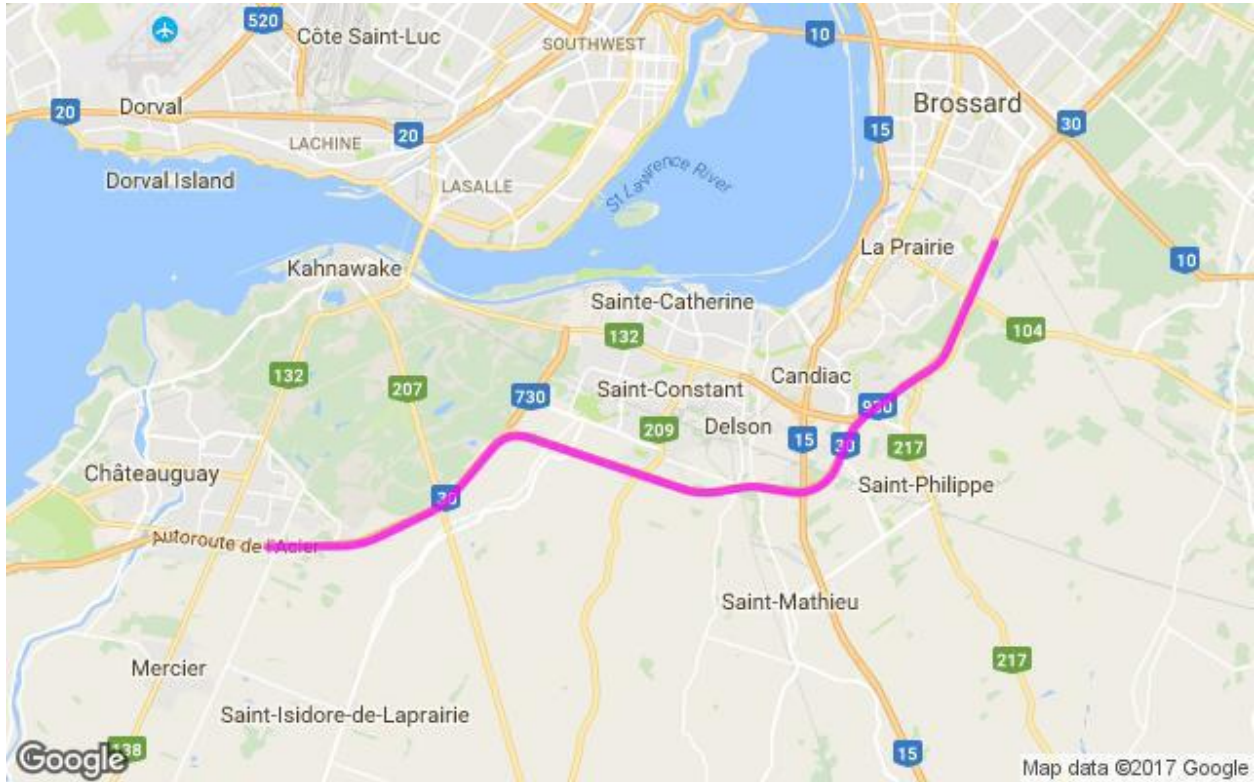 520
Côte Saint-Luc
SOUTHWEST
10
20
Dorval
Brossard
15
30
20
LACHINE
Dorval Island
LASALLE
St Lawrence River
La Prairie
10
Kahnawake
Sainte-Catherine
132
104
132
207
Candiac
730
Saint-Constant
930
209
Delson
15
30
217
Châteauguay
Saint-Philippe
30
Autoroute de l'Acier
Saint-Mathieu
217
Mercier
Saint-Isidore-de-Laprairie
138
15
Google
Map data ©2017 Google